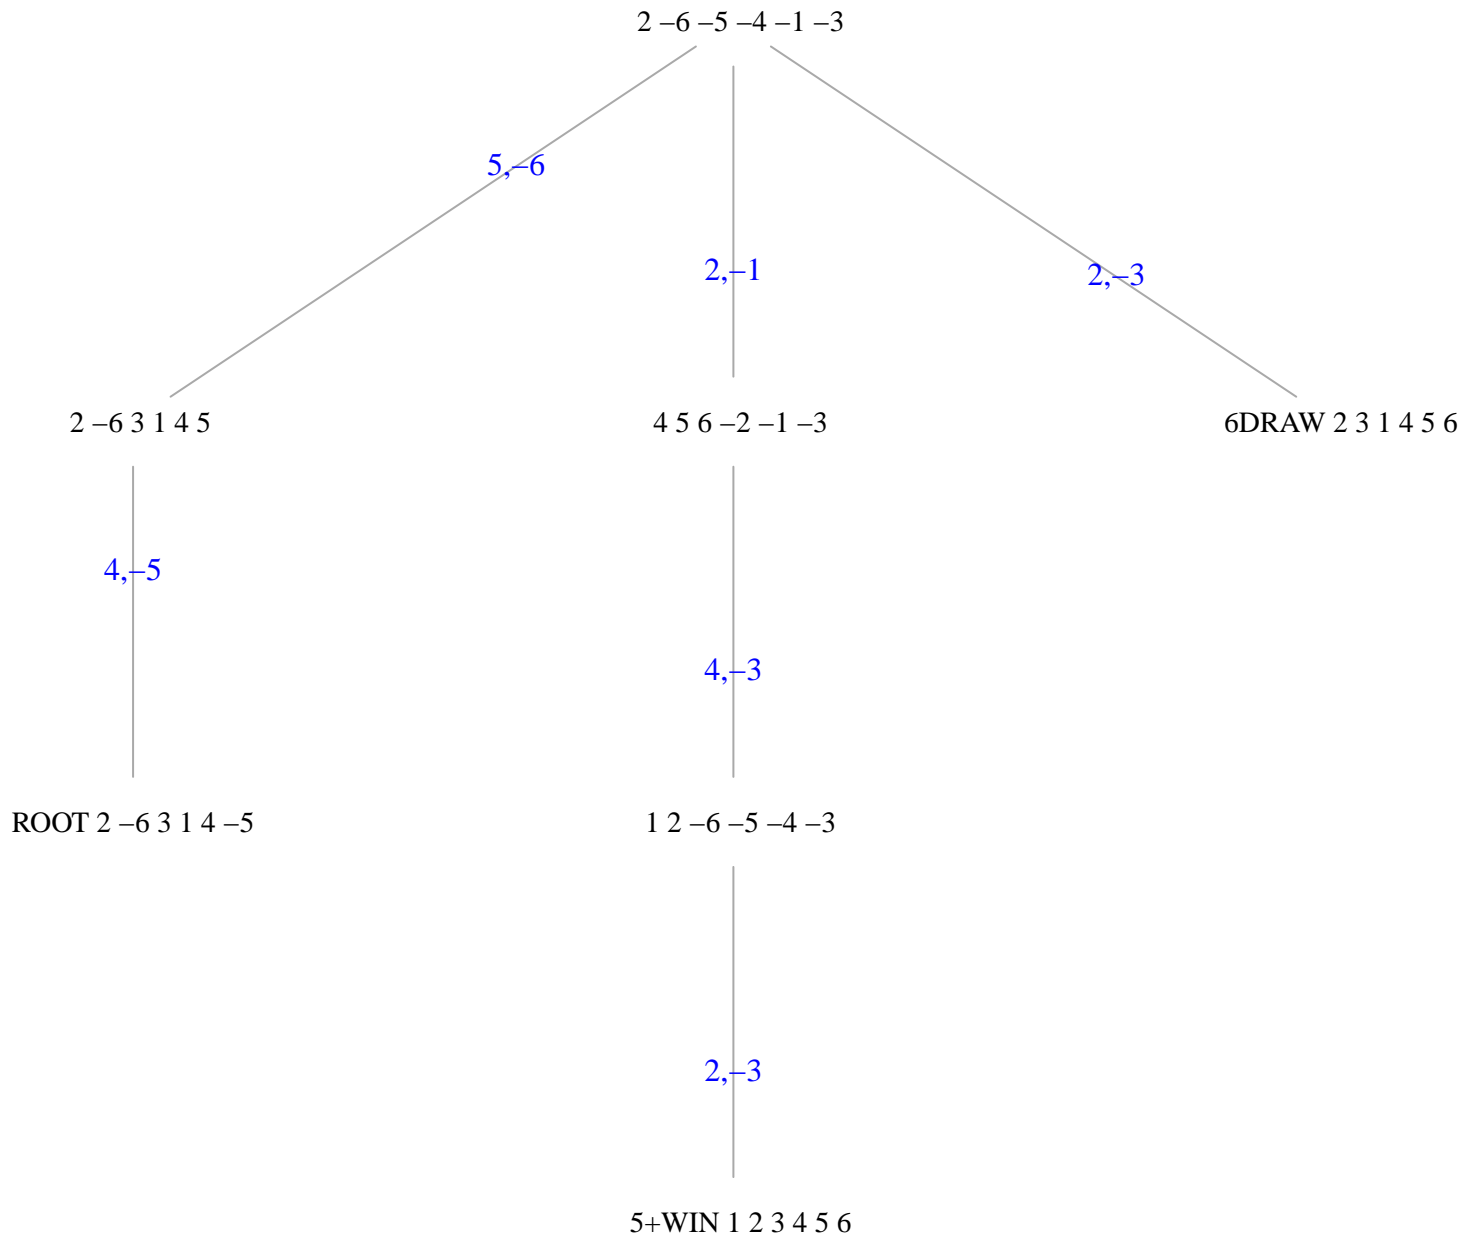 2 –6 –5 –4 –1 –3
5,–6
2,–1
2,–3
2 –6 3 1 4 5
4 5 6 –2 –1 –3
6DRAW 2 3 1 4 5 6
4,–5
4,–3
ROOT 2 –6 3 1 4 –5
1 2 –6 –5 –4 –3
2,–3
5+WIN 1 2 3 4 5 6